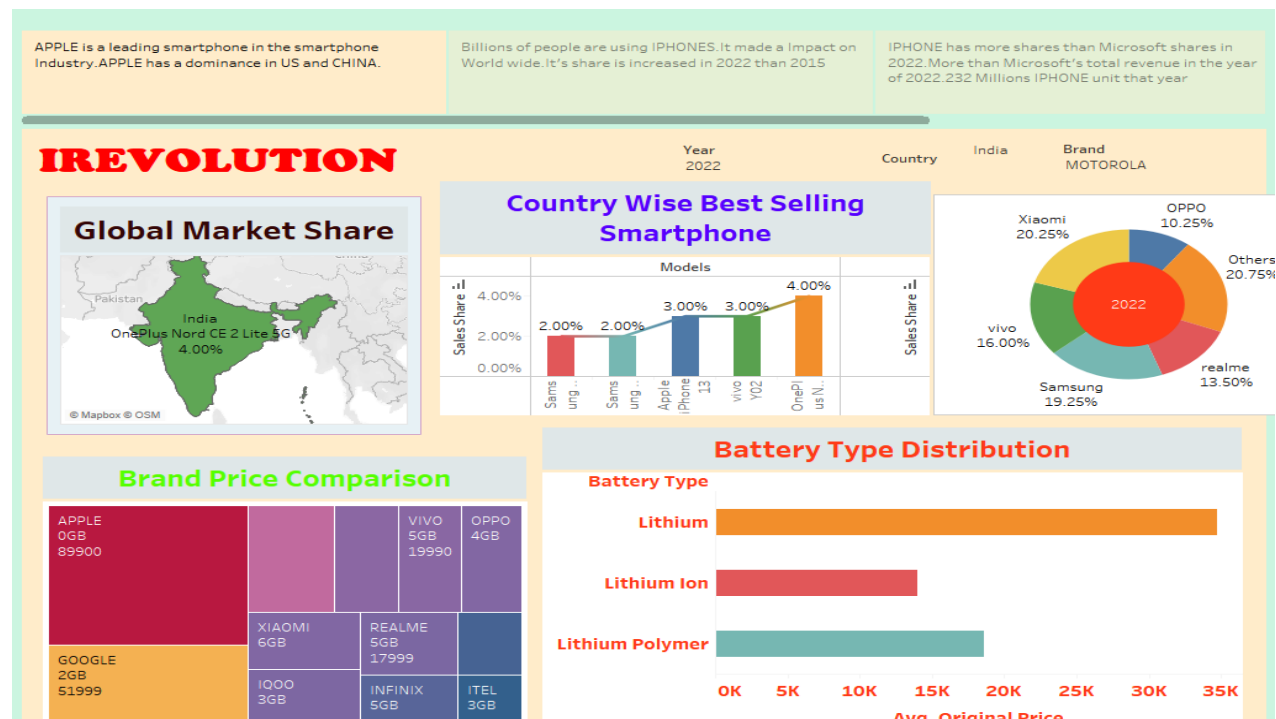 APPLE is a leading smartphone in the smartphone
Industry.APPLE has a dominance in US and CHINA.
Billions of people are using IPHONES.It made a Impact on
World wide.It's share is increased in 2022 than 2015
IPHONE has more shares than Microsoft shares in
2022.More than Microsoft's total revenue in the year
of 2022.232 Millions IPHONE unit that year
IREVOLUTION
Year
2022
Country
India
Brand
MOTOROLA
Global Market Share
Pakistan
India
OnePlus Nord CE 2 Lite 5G
4.00%
© Mapbox © OSM
Country Wise Best Selling
Smartphone
Models
Sales Share
4.00%
2.00%
0.00%
2.00%
2.00%
3.00%
3.00%
4.00%
Sams
ung ..
Sams
ung ..
Apple
iPhone
13
vivo
Y02
OnePl
us N..
Sales Share
OPPO
10.25%
Others
20.75%
realme
13.50%
Samsung
19.25%
vivo
16.00%
Xiaomi
20.25%
2022
Brand Price Comparison
APPLE
0GB
89900
GOOGLE
2GB
51999
VIVO
5GB
19990
OPPO
4GB
XIAOMI
6GB
REALME
5GB
17999
IQOO
3GB
INFINIX
5GB
ITEL
3GB
Battery Type Distribution
Battery Type
Lithium
Lithium Ion
Lithium Polymer
0K 5K 10K 15K 20K 25K 30K 35K
Avg. Original Price